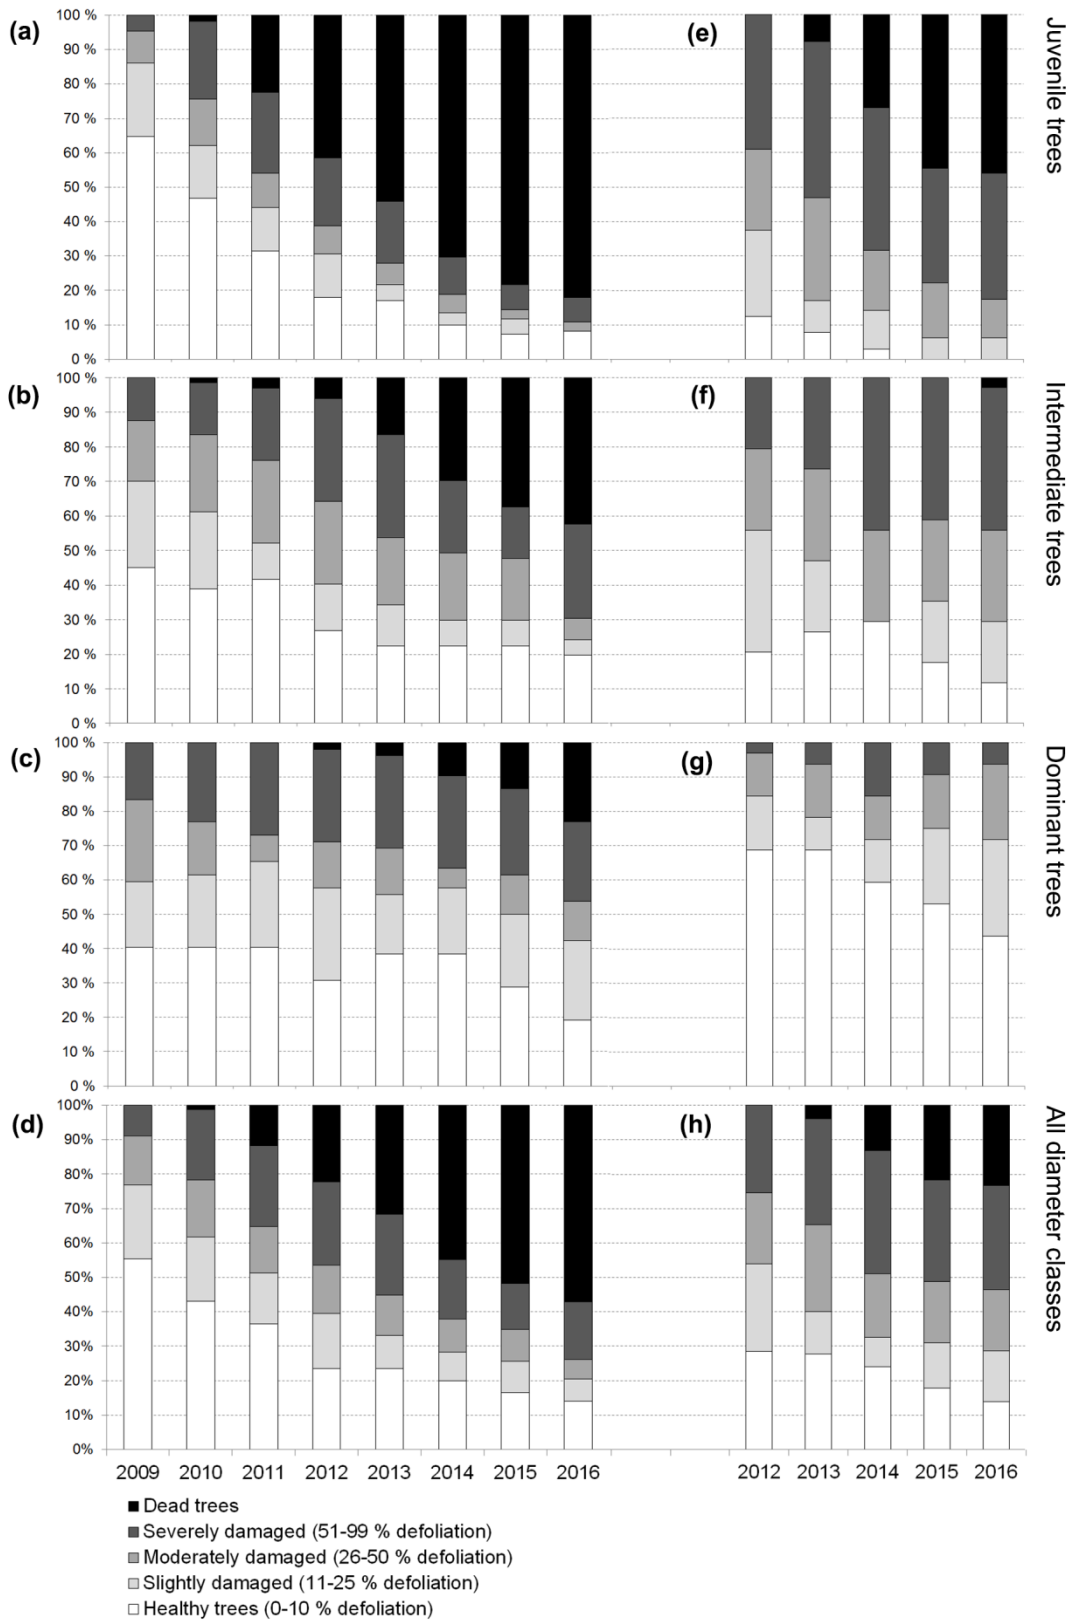 (a)
100 %
90 %
80 %
70 %
60 %
50 %
40 %
30 %
20 %
10 %
0 %
(e)
Juvenile trees
(b)
100 %
90 %
80 %
70 %
60 %
50 %
40 %
30 %
20 %
10 %
0 %
(f)
Intermediate trees
(c)
100 %
90 %
80 %
70 %
60 %
50 %
40 %
30 %
20 %
10 %
0 %
(g)
Dominant trees
(d)
100%
90%
80%
70%
60%
50%
40%
30%
20%
10%
0%
(h)
All diameter classes
2009 2010 2011 2012 2013 2014 2015 2016 2012 2013 2014 2015 2016
Dead trees
Severely damaged (51-99 % defoliation)
Moderately damaged (26-50 % defoliation)
Slightly damaged (11-25 % defoliation)
Healthy trees (0-10 % defoliation)